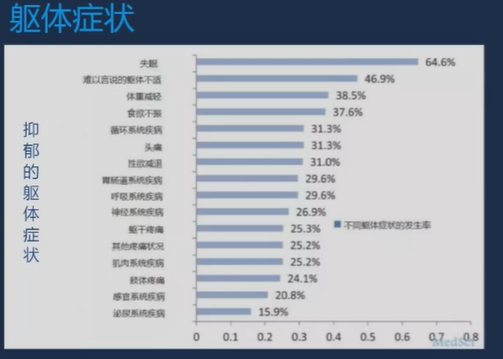 躯体症状
抑郁的躯体症状
失眠 64.6%
难以言说的躯体不适 46.9%
体重减轻 38.5%
食欲不振 37.6%
循环系统疾病 31.3%
头痛 31.3%
性欲减退 31.0%
胃肠道系统疾病 29.6%
呼吸系统疾病 29.6%
神经系统疾病 26.9%
躯干疼痛 25.3%
其他疼痛状况 25.2%
肌肉系统疾病 25.2%
肢体疼痛 24.1%
感官系统疾病 20.8%
泌尿系统疾病 15.9%
不同躯体症状的发生率
0 0.1 0.2 0.3 0.4 0.5 0.6 0.7 0.8
MedSci